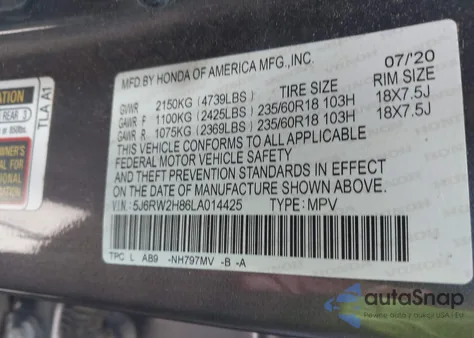 MFD BY HONDA OF AMERICA MFG.,INC. 07/'20
GVWR 2150KG (4739LBS) TIRE SIZE RIM SIZE
GAWR F 1100KG (2425LBS) 235/60R18 103H 18X7.5J
GAWR R 1075KG (2369LBS) 235/60R18 103H 18X7.5J
THIS VEHICLE CONFORMS TO ALL APPLICABLE
FEDERAL MOTOR VEHICLE SAFETY
AND THEFT PREVENTION STANDARDS IN EFFECT
ON THE DATE OF MANUFACTURE SHOWN ABOVE.
V.I.N: 5J6RW2H86LA014425 TYPE: MPV
TPC L AB9 -NH797MV -B -A
TLA A1
REAR 3
autoSnap